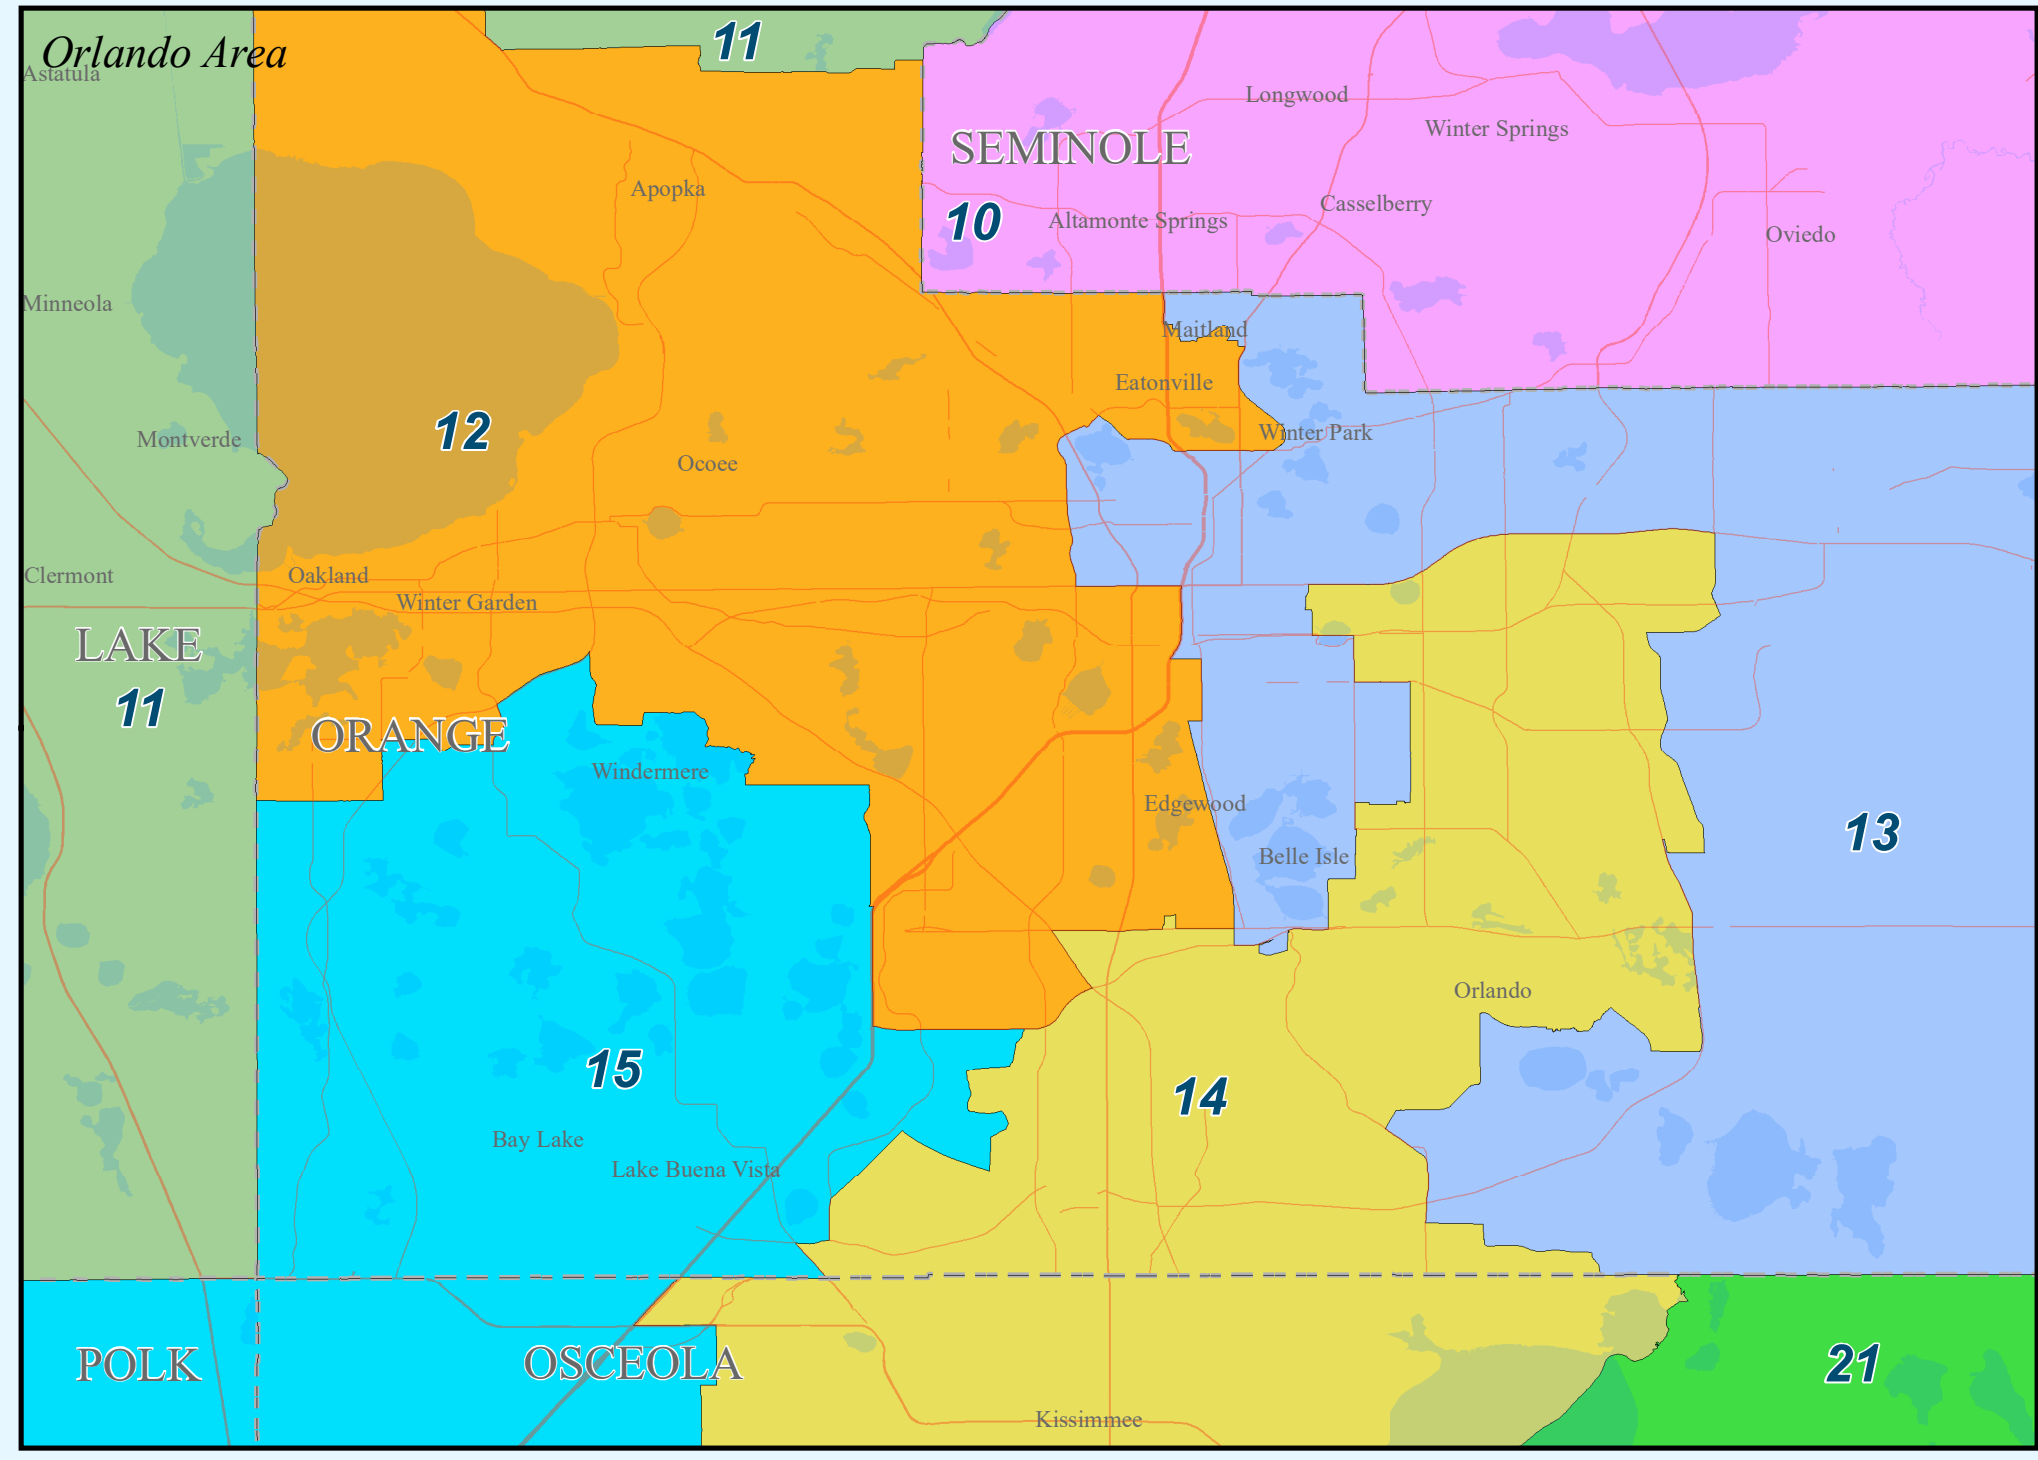 Orlando Area
11
Astatula
Longwood
Winter Springs
SEMINOLE
Apopka
10
Altamonte Springs
Casselberry
Oviedo
Minneola
Maitland
Eatonville
12
Montverde
Winter Park
Ocoee
Clermont
Oakland
Winter Garden
LAKE
11
ORANGE
Windermere
Edgewood
13
Belle Isle
Orlando
15
14
Bay Lake
Lake Buena Vista
POLK
OSCEOLA
21
Kissimmee